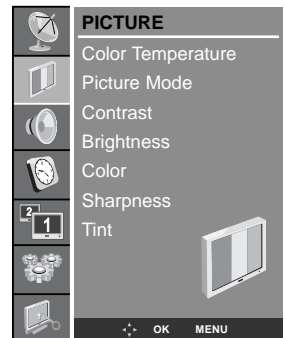 PICTURE
Color Temperature
Picture Mode
Contrast
Brightness
Color
Sharpness
Tint
2
1
OK MENU